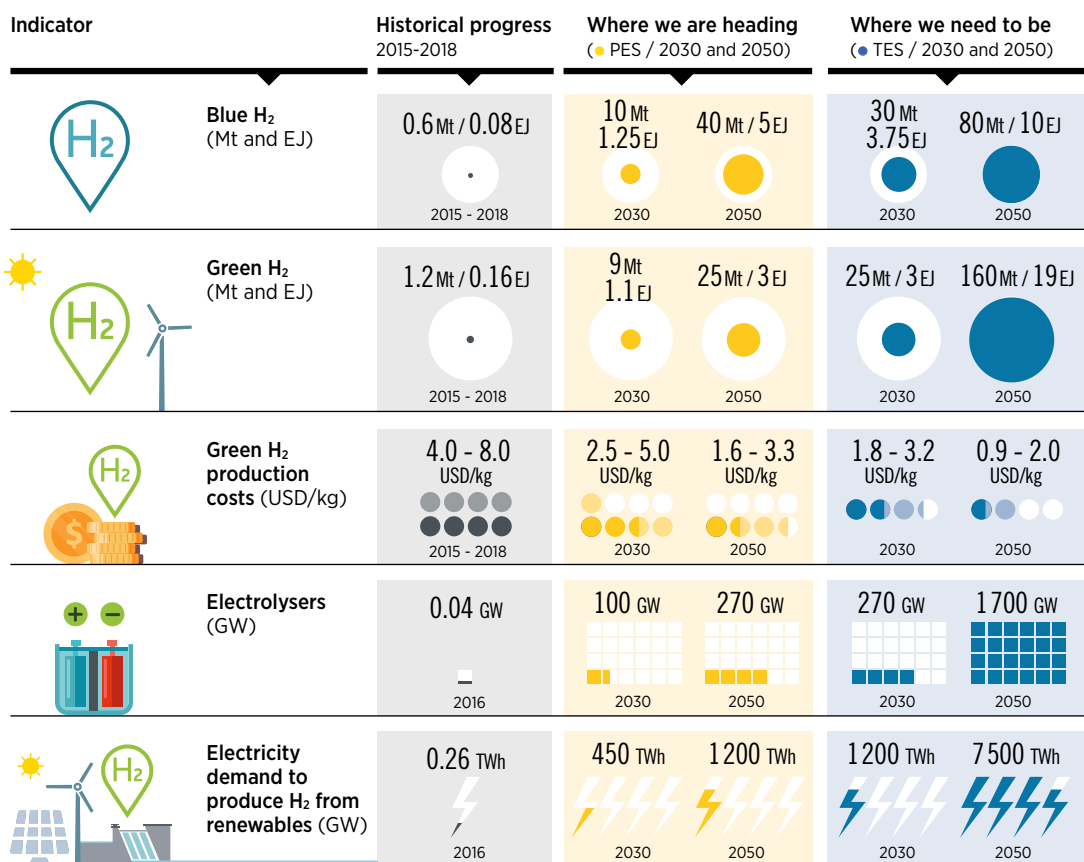 Indicator
Historical progress
2015-2018
Where we are heading
(● PES / 2030 and 2050)
Where we need to be
(● TES / 2030 and 2050)
H₂
Blue H₂
(Mt and EJ)
0.6 Mt / 0.08 EJ
2015 - 2018
10 Mt
1.25 EJ
2030
40 Mt / 5 EJ
2050
30 Mt
3.75 EJ
2030
80 Mt / 10 EJ
2050
H₂
Green H₂
(Mt and EJ)
1.2 Mt / 0.16 EJ
2015 - 2018
9 Mt
1.1 EJ
2030
25 Mt / 3 EJ
2050
25 Mt / 3 EJ
2030
160 Mt / 19 EJ
2050
H₂
$
Green H₂
production
costs (USD/kg)
4.0 - 8.0
USD/kg
2015 - 2018
2.5 - 5.0
USD/kg
2030
1.6 - 3.3
USD/kg
2050
1.8 - 3.2
USD/kg
2030
0.9 - 2.0
USD/kg
2050
+ −
Electrolysers
(GW)
0.04 GW
2016
100 GW
2030
270 GW
2050
270 GW
2030
1 700 GW
2050
H₂
Electricity
demand to
produce H₂ from
renewables (GW)
0.26 TWh
2016
450 TWh
2030
1 200 TWh
2050
1 200 TWh
2030
7 500 TWh
2050